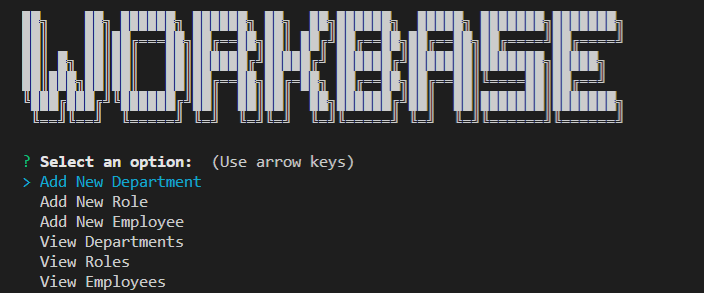 WORKBASE
? Select an option: (Use arrow keys)
> Add New Department
Add New Role
Add New Employee
View Departments
View Roles
View Employees